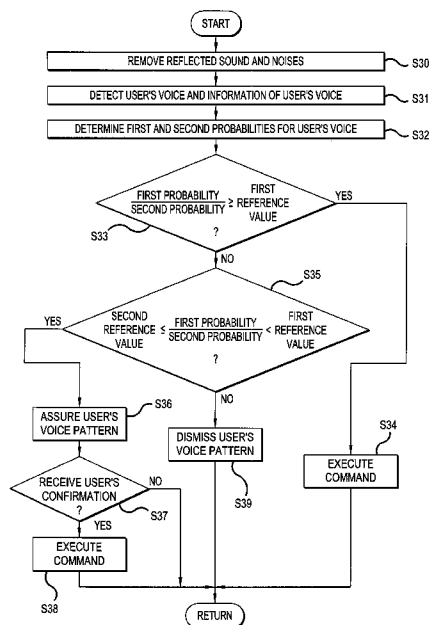 START
REMOVE REFLECTED SOUND AND NOISES
S30
DETECT USER'S VOICE AND INFORMATION OF USER'S VOICE
S31
DETERMINE FIRST AND SECOND PROBABILITIES FOR USER'S VOICE
S32
FIRST PROBABILITY
SECOND PROBABILITY
≥
FIRST
REFERENCE
VALUE
?
S33
YES
NO
S35
SECOND
REFERENCE
VALUE
≤
FIRST PROBABILITY
SECOND PROBABILITY
<
FIRST
REFERENCE
VALUE
?
YES
NO
ASSURE USER'S
VOICE PATTERN
S36
DISMISS USER'S
VOICE PATTERN
S39
S34
EXECUTE
COMMAND
RECEIVE USER'S
CONFIRMATION
?
NO
S37
YES
EXECUTE
COMMAND
S38
RETURN